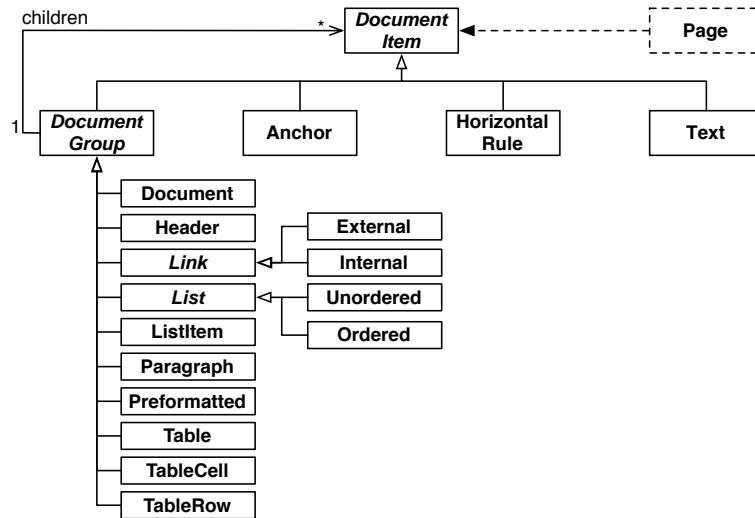 children
*
Document
Item
Page
1
Document
Group
Anchor
Horizontal
Rule
Text
Document
Header
External
Link
Internal
List
Unordered
ListItem
Ordered
Paragraph
Preformatted
Table
TableCell
TableRow